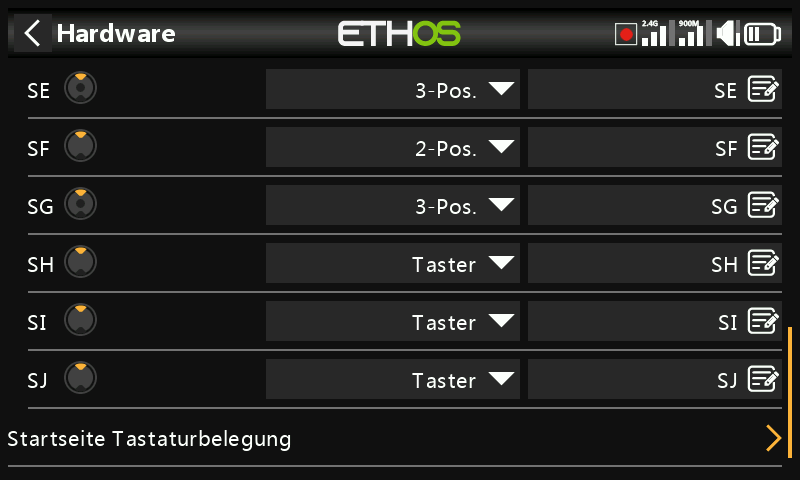 Hardware ETHOS 2.4G 900M
SE 3-Pos. SE
SF 2-Pos. SF
SG 3-Pos. SG
SH Taster SH
SI Taster SI
SJ Taster SJ
Startseite Tastaturbelegung